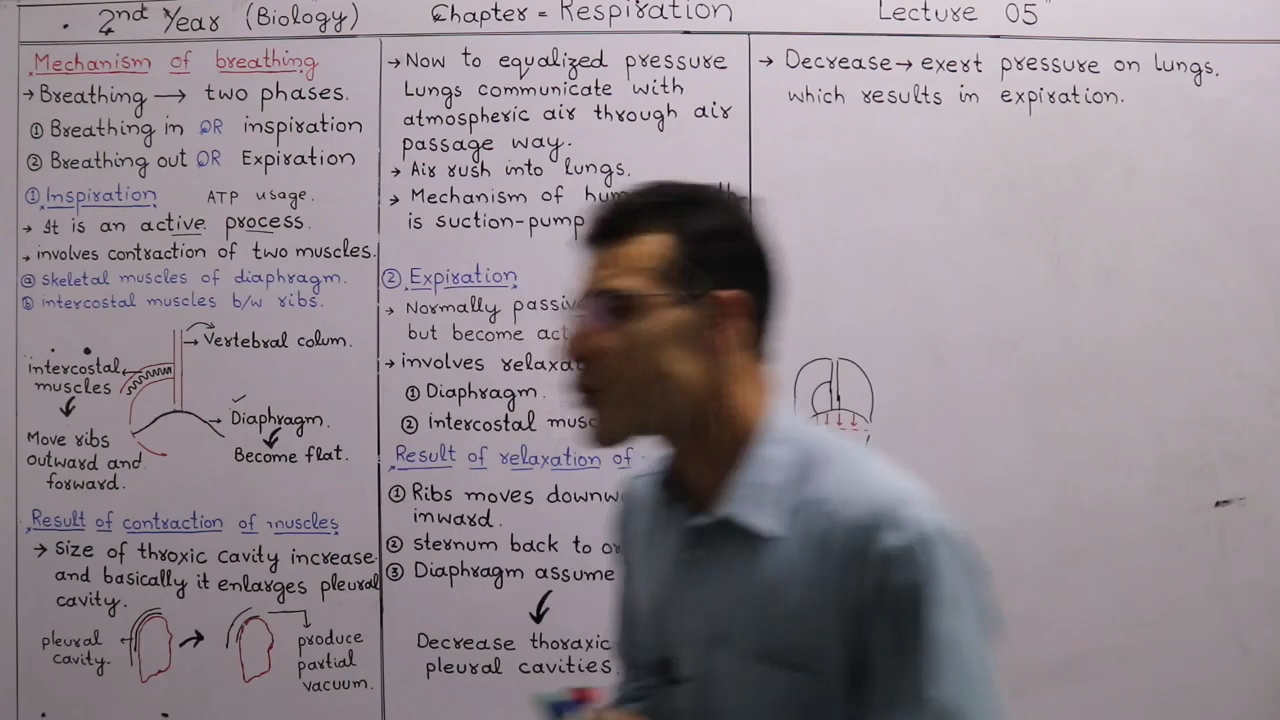 2nd Year (Biology) Chapter = Respiration Lecture 05
Mechanism of breathing
→ Breathing → two phases.
① Breathing in OR inspiration
② Breathing out OR Expiration
① Inspiration ATP usage.
→ It is an active process.
→ involves contraction of two muscles.
ⓐ skeletal muscles of diaphragm.
ⓑ intercostal muscles b/w ribs.
→ Vertebral colum.
intercostal
muscles
→ Diaphragm.
Move ribs
outward and
forward.
Become flat.
Result of contraction of muscles
→ size of throxic cavity increase
and basically it enlarges pleural
cavity.
pleural
cavity.
produce
partial
vacuum.
→ Now to equalized pressure
Lungs communicate with
atmospheric air through air
passage way.
→ Air rush into lungs.
→ Mechanism of
is suction-pump
② Expiration
→ Normally
but become
→ involves
① Diaphragm.
② intercostal
Result of relaxation of
① Ribs moves
inward.
② sternum back to
③ Diaphragm assume
Decrease thoraxic
pleural cavities.
→ Decrease → exert pressure on lungs.
which results in expiration.